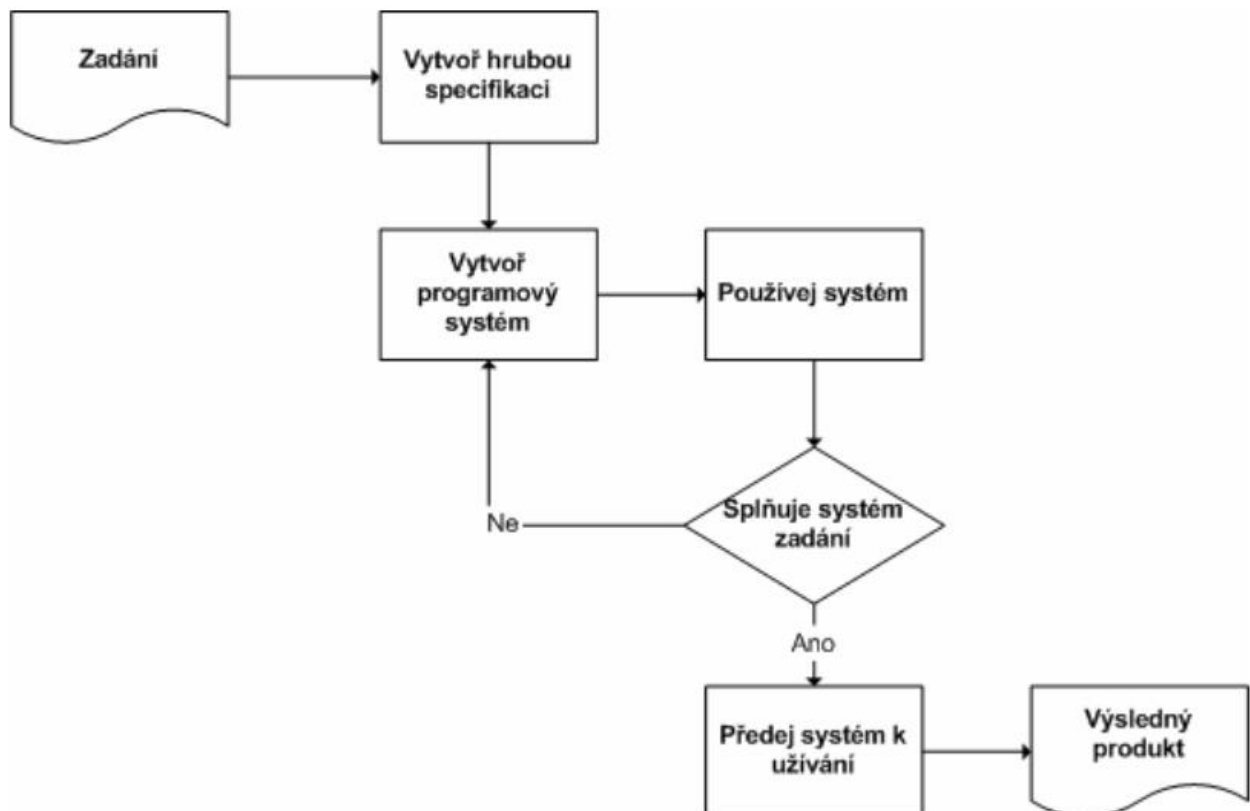 Zadání
Vytvoř hrubou
specifikaci
Vytvoř
programový
systém
Používej systém
Splňuje systém
zadání
Ne
Ano
Předej systém k
užívání
Výsledný
produkt